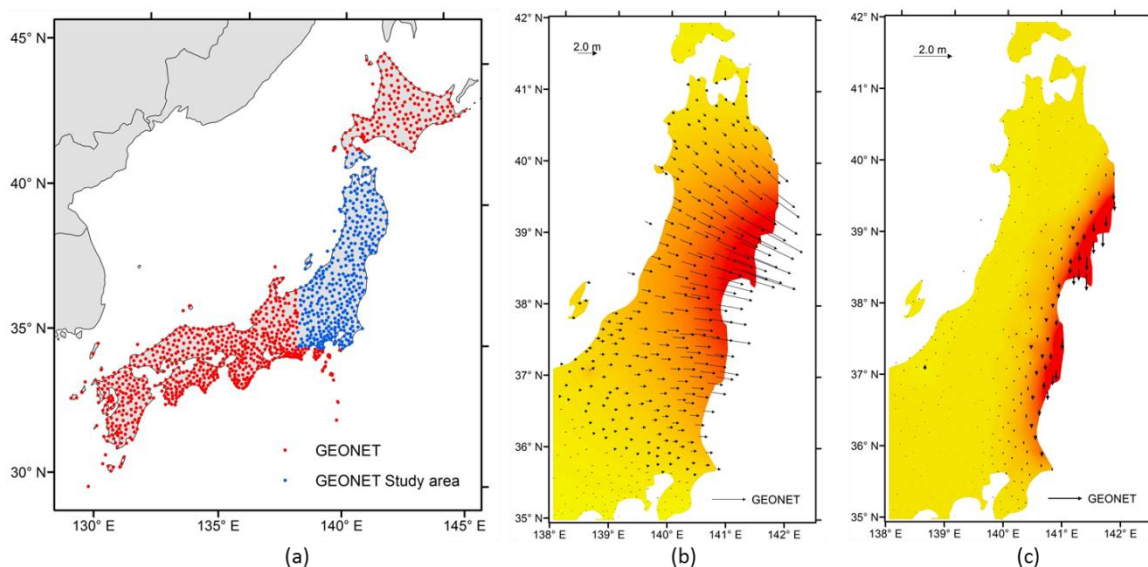 45° N
40° N
35° N
30° N
130° E 135° E 140° E 145° E
GEONET
GEONET Study area
(a)
2.0 m
42° N
41° N
40° N
39° N
38° N
37° N
36° N
35° N
138° E 139° E 140° E 141° E 142° E
GEONET
(b)
2.0 m
42° N
41° N
40° N
39° N
38° N
37° N
36° N
35° N
138° E 139° E 140° E 141° E 142° E
GEONET
(c)